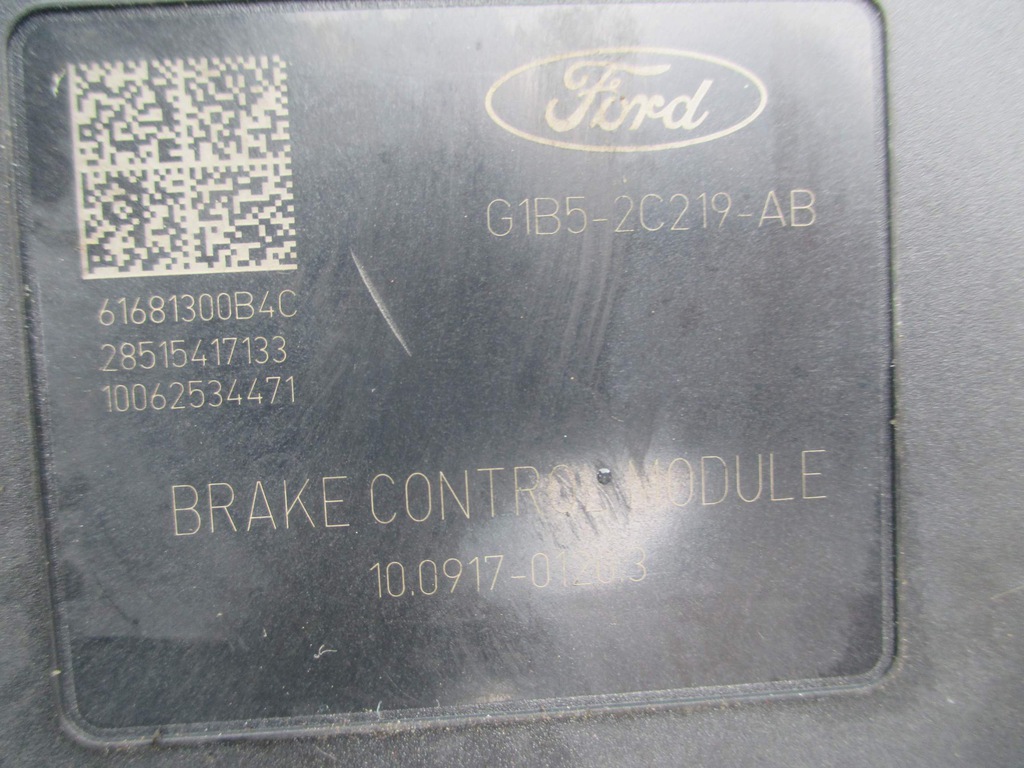 Ford
G1B5-2C219-AB
61681300B4C
28515417133
10062534471
BRAKE CONTROL MODULE